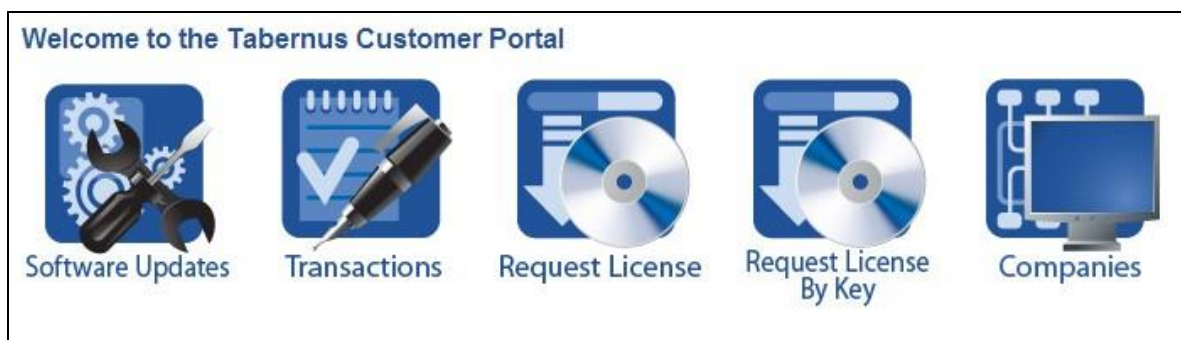 Welcome to the Tabernus Customer Portal
Software Updates
Transactions
Request License
Request License
By Key
Companies